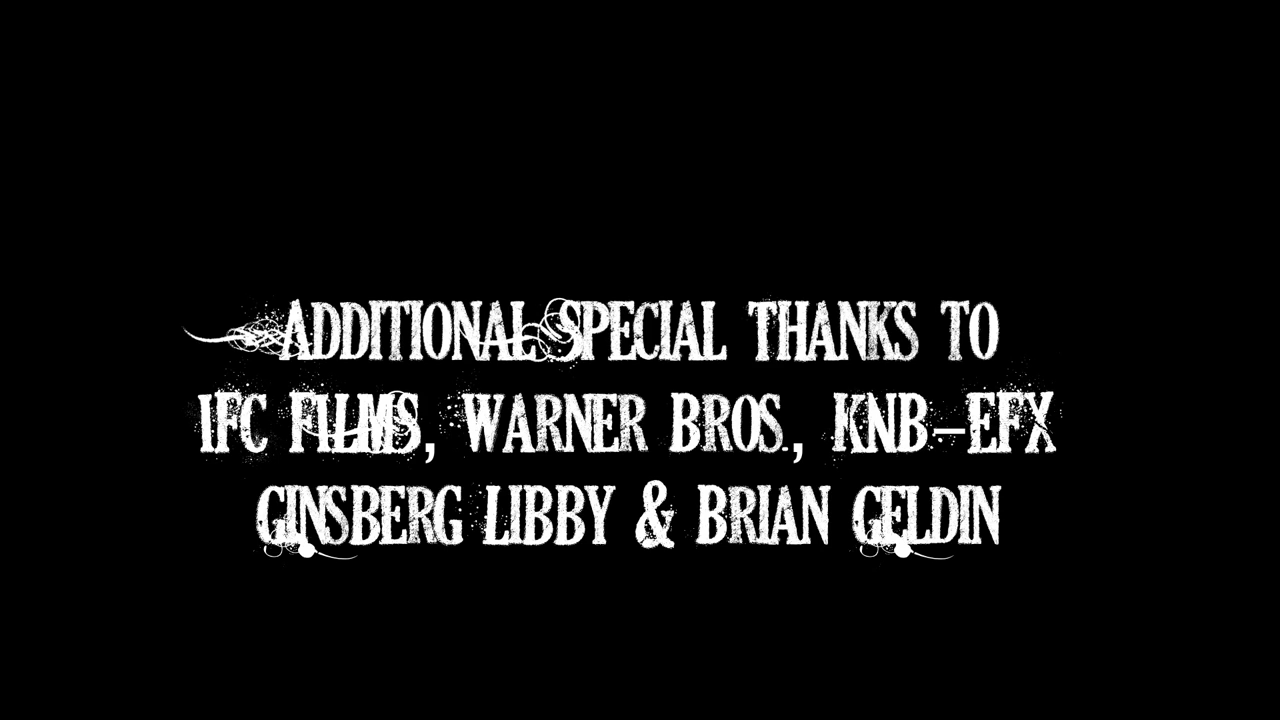 ADDITIONAL SPECIAL THANKS TO
IFC FILMS, WARNER BROS., KNB-EFX
GINSBERG LIBBY & BRIAN GELDIN